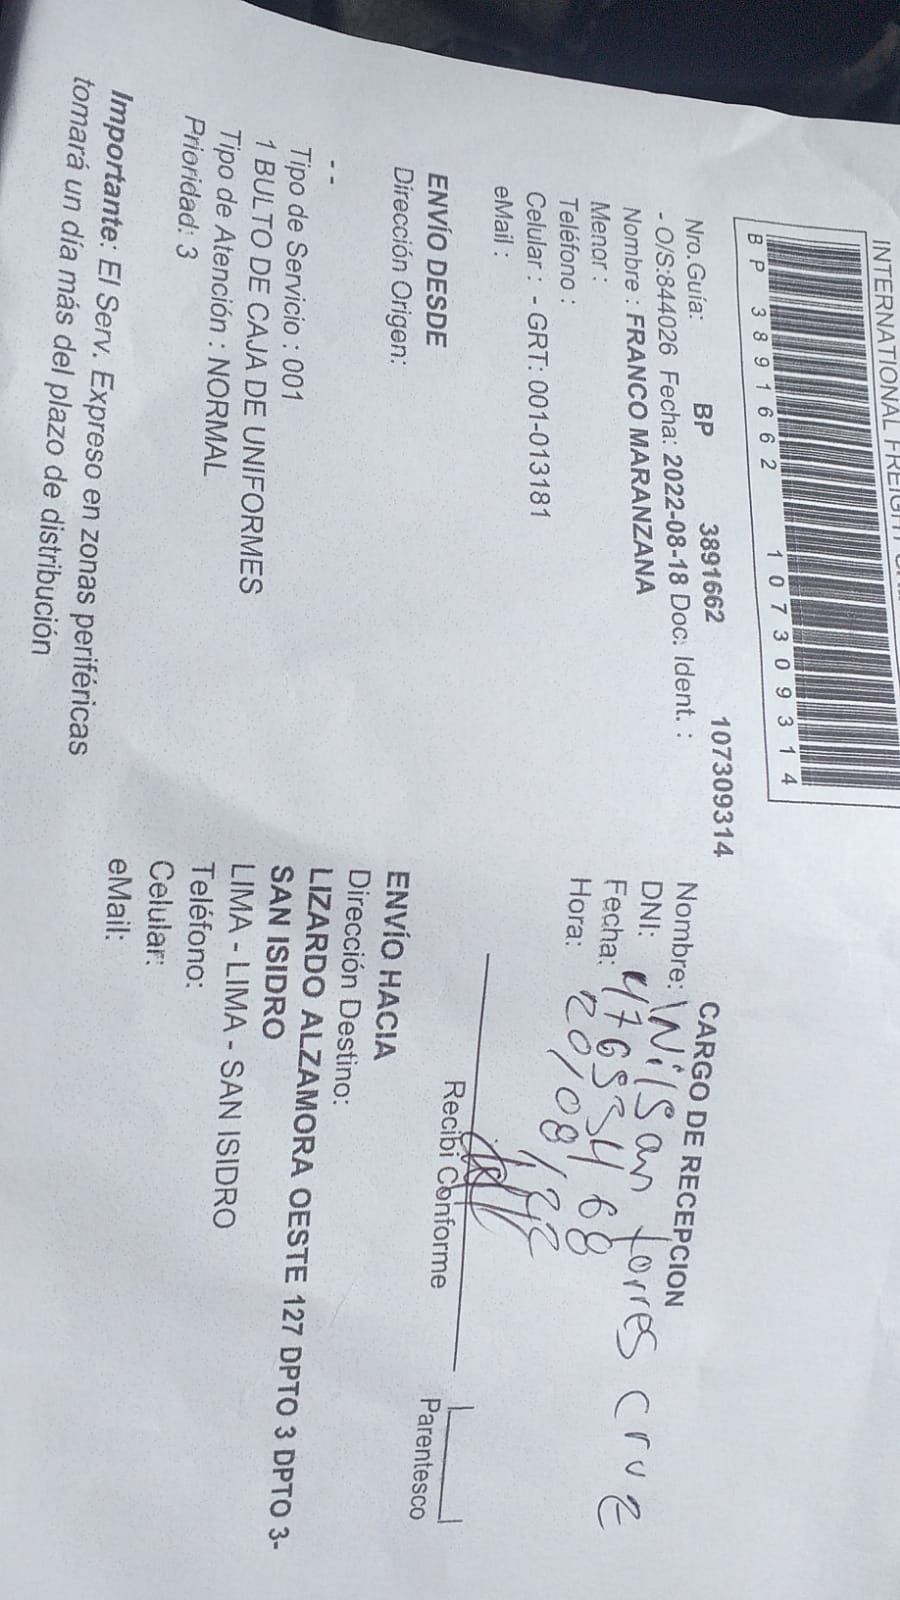 INTERNATIONAL FREIGHT
BP 3891662 107309314
Nro.Guía: BP 3891662 107309314
- O/S:844026 Fecha: 2022-08-18 Doc. Ident. :
Nombre : FRANCO MARANZANA
Menor :
Teléfono :
Celular : - GRT: 001-013181
eMail :
ENVÍO DESDE
Dirección Origen:
- -
Tipo de Servicio : 001
1 BULTO DE CAJA DE UNIFORMES
Tipo de Atención : NORMAL
Prioridad: 3
Importante: El Serv. Expreso en zonas periféricas
tomará un día más del plazo de distribución
CARGO DE RECEPCION
Nombre: Wilson Torres Cruz
DNI: 47653468
Fecha: 20/08/22
Hora:
Recibi Conforme
Parentesco
ENVÍO HACIA
Dirección Destino:
LIZARDO ALZAMORA OESTE 127 DPTO 3 DPTO 3-
SAN ISIDRO
LIMA - LIMA - SAN ISIDRO
Teléfono:
Celular:
eMail: